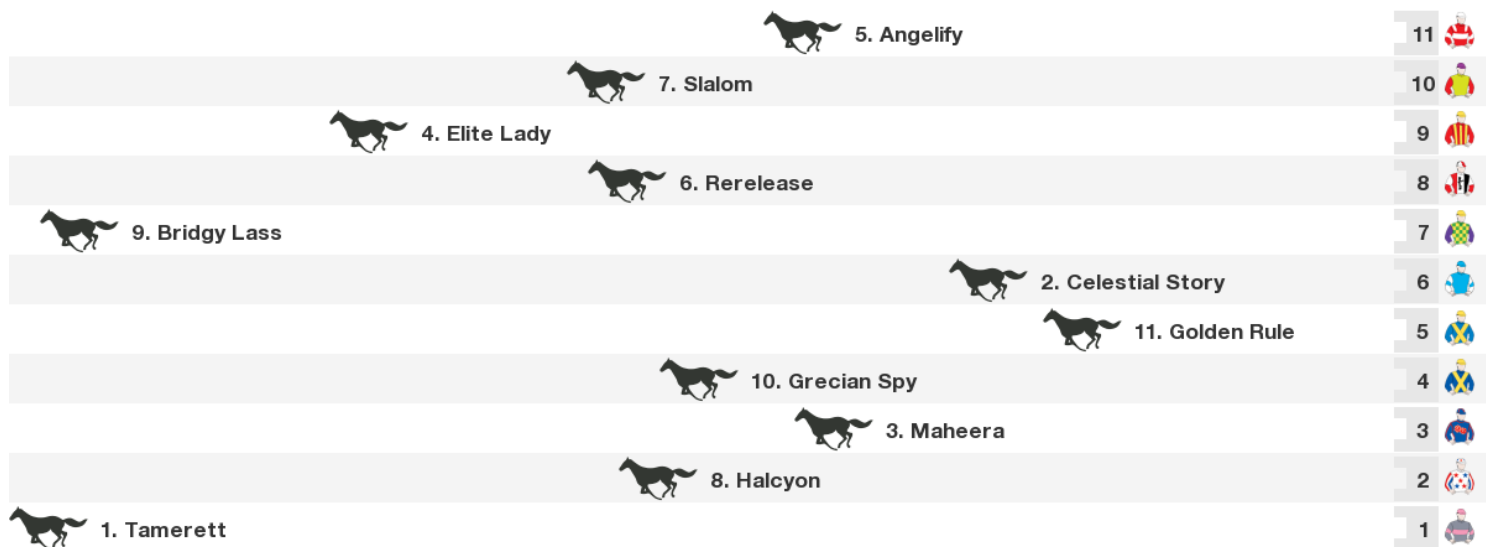 5. Angelify 11
7. Slalom 10
4. Elite Lady 9
6. Rerelease 8
9. Bridgy Lass 7
2. Celestial Story 6
11. Golden Rule 5
10. Grecian Spy 4
3. Maheera 3
8. Halcyon 2
1. Tamerett 1